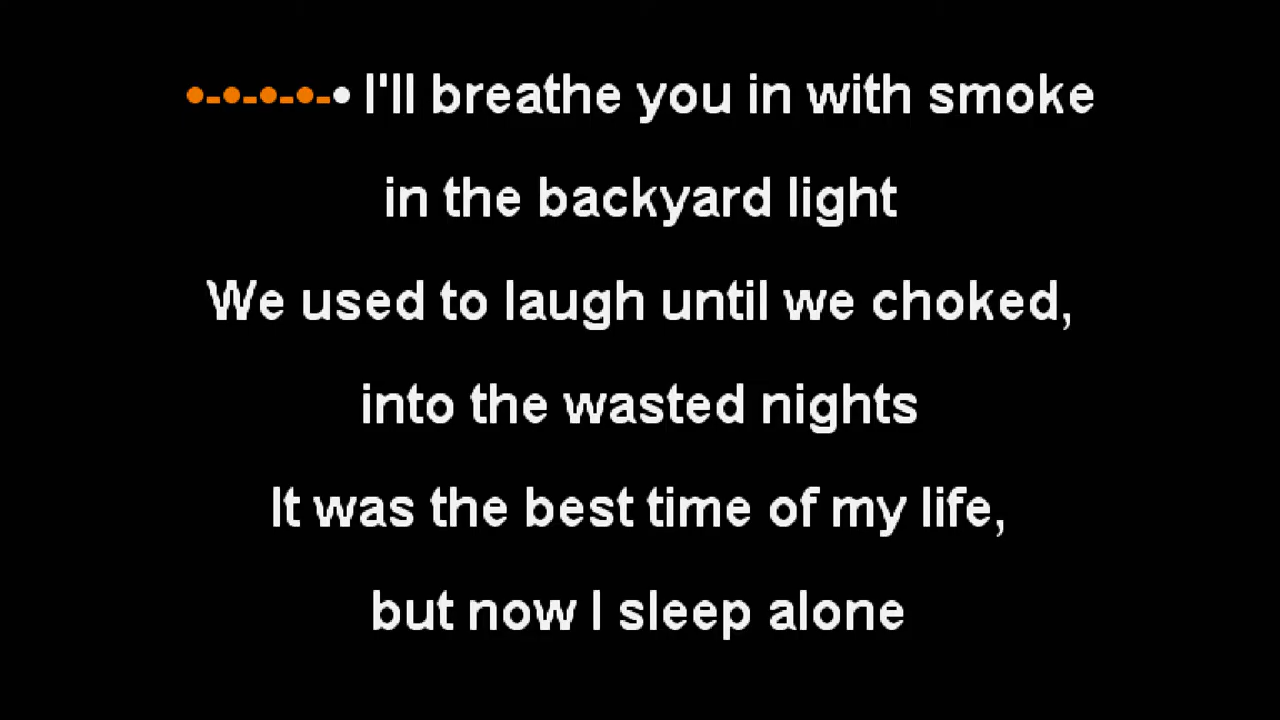 •-•-•-•-• I'll breathe you in with smoke
in the backyard light
We used to laugh until we choked,
into the wasted nights
It was the best time of my life,
but now I sleep alone